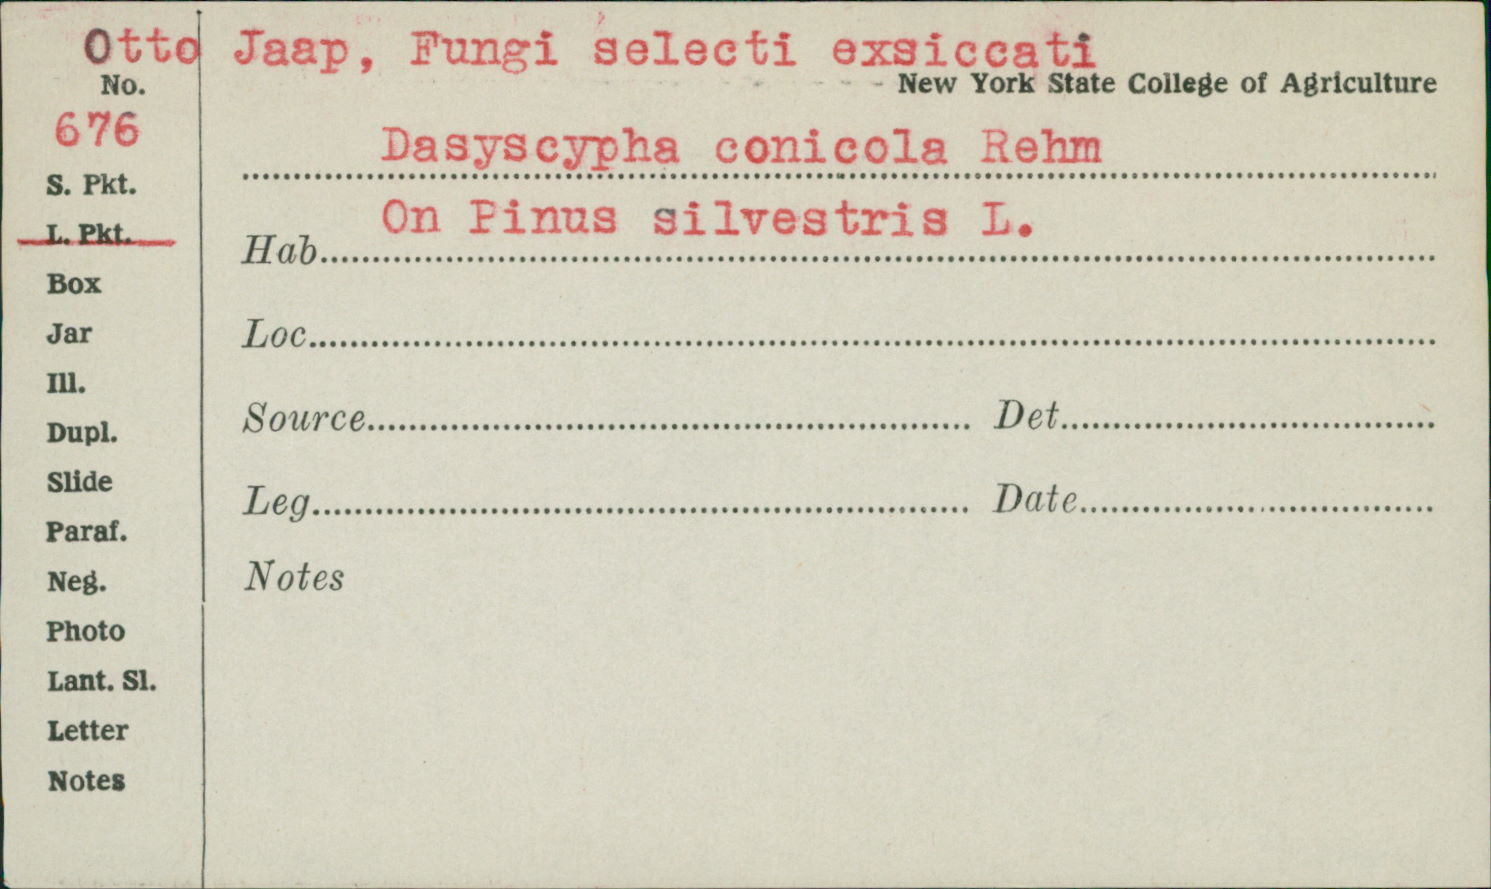 Otto Jaap, Fungi selecti exsiccati
No.
New York State College of Agriculture
676
Dasyscypha conicola Rehm
S. Pkt.
On Pinus silvestris L.
L. Pkt.
Hab.
Box
Jar
Loc.
Ill.
Dupl.
Source
Det.
Slide
Leg.
Date
Paraf.
Neg.
Notes
Photo
Lant. Sl.
Letter
Notes